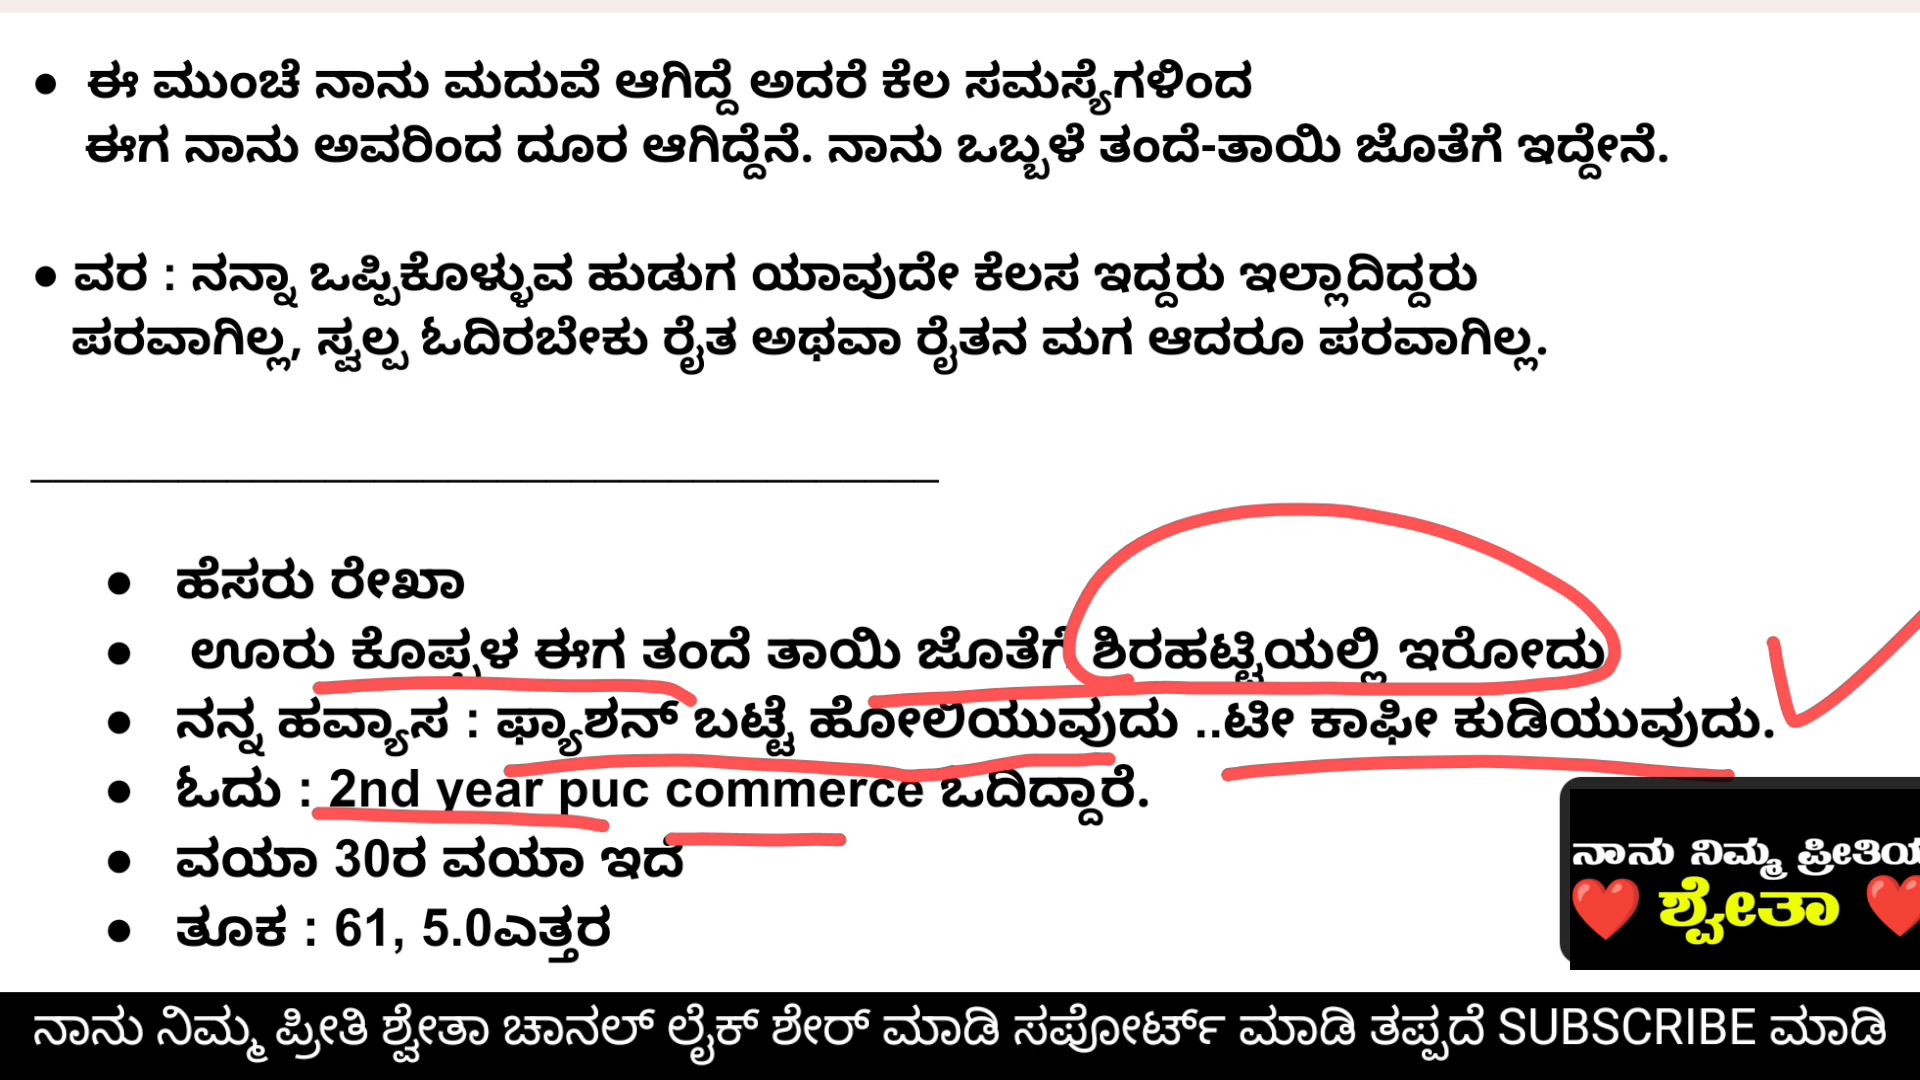 ● ಈ ಮುಂಚೆ ನಾನು ಮದುವೆ ಆಗಿದ್ದೆ ಅದರೆ ಕೆಲ ಸಮಸ್ಯೆಗಳಿಂದ
ಈಗ ನಾನು ಅವರಿಂದ ದೂರ ಆಗಿದ್ದೆನೆ. ನಾನು ಒಬ್ಬಳೆ ತಂದೆ-ತಾಯಿ ಜೊತೆಗೆ ಇದ್ದೇನೆ.
● ವರ : ನನ್ನಾ ಒಪ್ಪಿಕೊಳ್ಳುವ ಹುಡುಗ ಯಾವುದೇ ಕೆಲಸ ಇದ್ದರು ಇಲ್ಲಾದಿದ್ದರು
ಪರವಾಗಿಲ್ಲ, ಸ್ವಲ್ಪ ಓದಿರಬೇಕು ರೈತ ಅಥವಾ ರೈತನ ಮಗ ಆದರೂ ಪರವಾಗಿಲ್ಲ.
● ಹೆಸರು ರೇಖಾ
● ಊರು ಕೊಪ್ಪಳ ಈಗ ತಂದೆ ತಾಯಿ ಜೊತೆಗೆ ಶಿರಹಟ್ಟಿಯಲ್ಲಿ ಇರೋದು
● ನನ್ನ ಹವ್ಯಾಸ : ಫ್ಯಾಶನ್ ಬಟ್ಟೆ ಹೋಲಿಯುವುದು ..ಟೀ ಕಾಫೀ ಕುಡಿಯುವುದು.
● ಓದು : 2nd year puc commerce ಒದಿದ್ದಾರೆ.
● ವಯಾ 30ರ ವಯಾ ಇದೆ
● ತೂಕ : 61, 5.0ಎತ್ತರ
ನಾನು ನಿಮ್ಮ ಪ್ರೀತಿಯ
❤️ ಶ್ವೇತಾ ❤️
ನಾನು ನಿಮ್ಮ ಪ್ರೀತಿ ಶ್ವೇತಾ ಚಾನಲ್ ಲೈಕ್ ಶೇರ್ ಮಾಡಿ ಸಪೋರ್ಟ್ ಮಾಡಿ ತಪ್ಪದೆ SUBSCRIBE ಮಾಡಿ